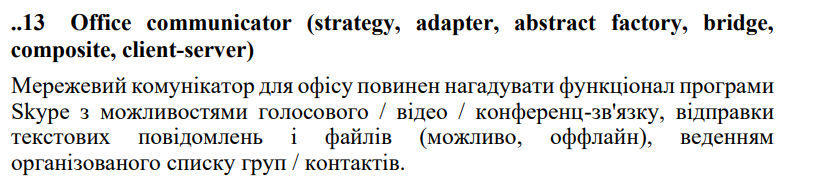 ..13 Office communicator (strategy, adapter, abstract factory, bridge,
composite, client-server)
Мережевий комунікатор для офісу повинен нагадувати функціонал програми
Skype з можливостями голосового / відео / конференц-зв'язку, відправки
текстових повідомлень і файлів (можливо, оффлайн), веденням
організованого списку груп / контактів.